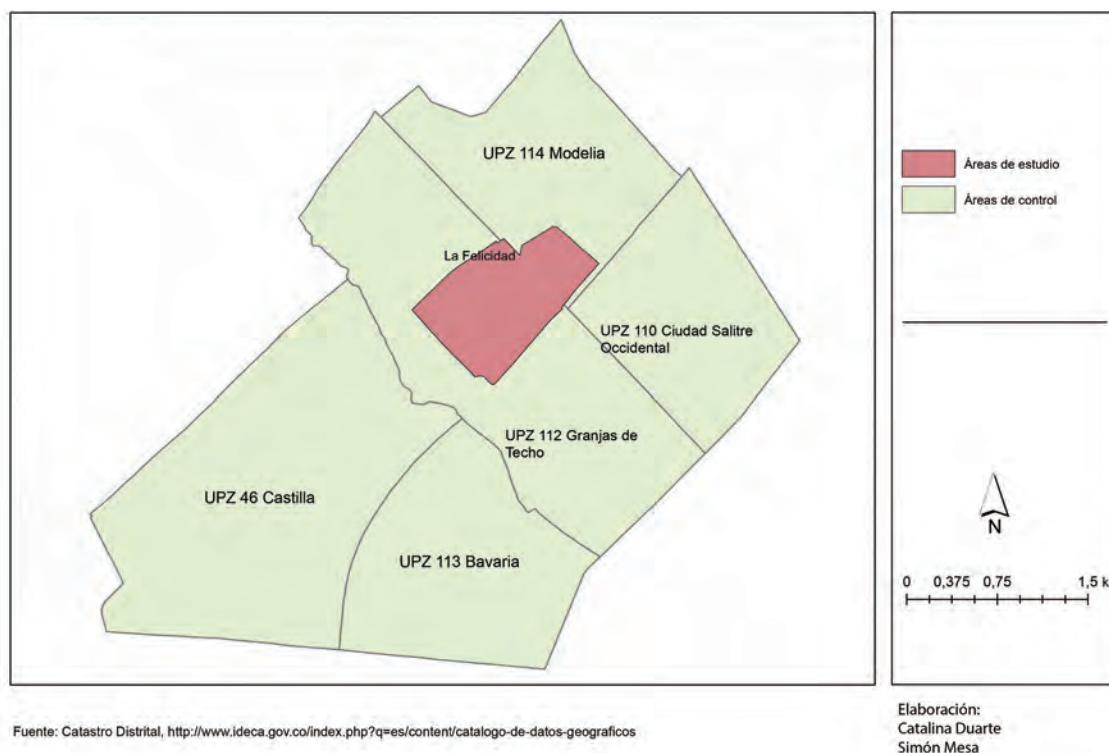 UPZ 114 Modelia
La Felicidad
UPZ 110 Ciudad Salitre
Occidental
UPZ 112 Granjas de
Techo
UPZ 46 Castilla
UPZ 113 Bavaria
Áreas de estudio
Áreas de control
N
0 0,375 0,75 1,5 k
Fuente: Catastro Distrital, http://www.ideca.gov.co/index.php?q=es/content/catalogo-de-datos-geograficos
Elaboración:
Catalina Duarte
Simón Mesa